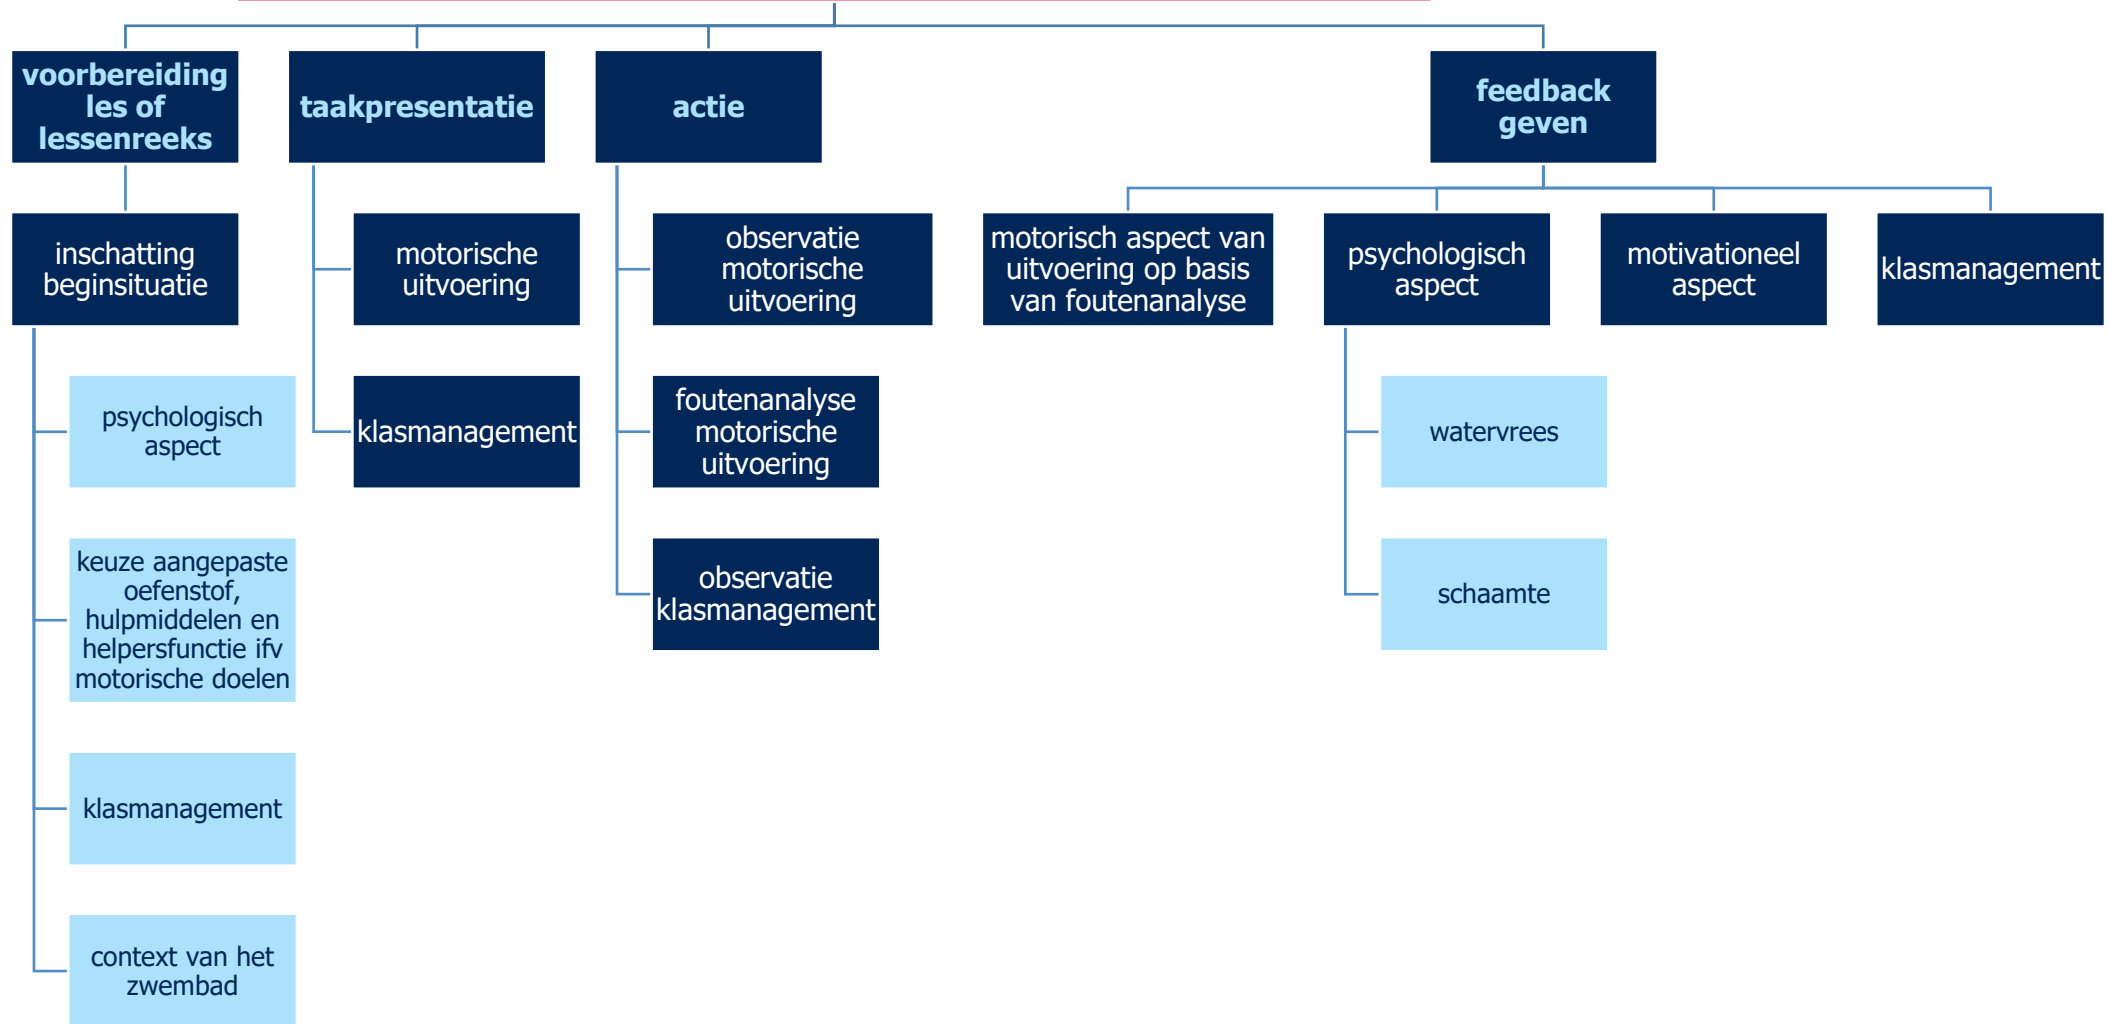 voorbereiding
les of
lessenreeks
taakpresentatie
actie
feedback
geven
inschatting
beginsituatie
motorische
uitvoering
observatie
motorische
uitvoering
motorisch aspect van
uitvoering op basis
van foutenanalyse
psychologisch
aspect
motivationeel
aspect
klasmanagement
psychologisch
aspect
klasmanagement
foutenanalyse
motorische
uitvoering
watervrees
keuze aangepaste
oefenstof,
hulpmiddelen en
helpersfunctie ifv
motorische doelen
observatie
klasmanagement
schaamte
klasmanagement
context van het
zwembad